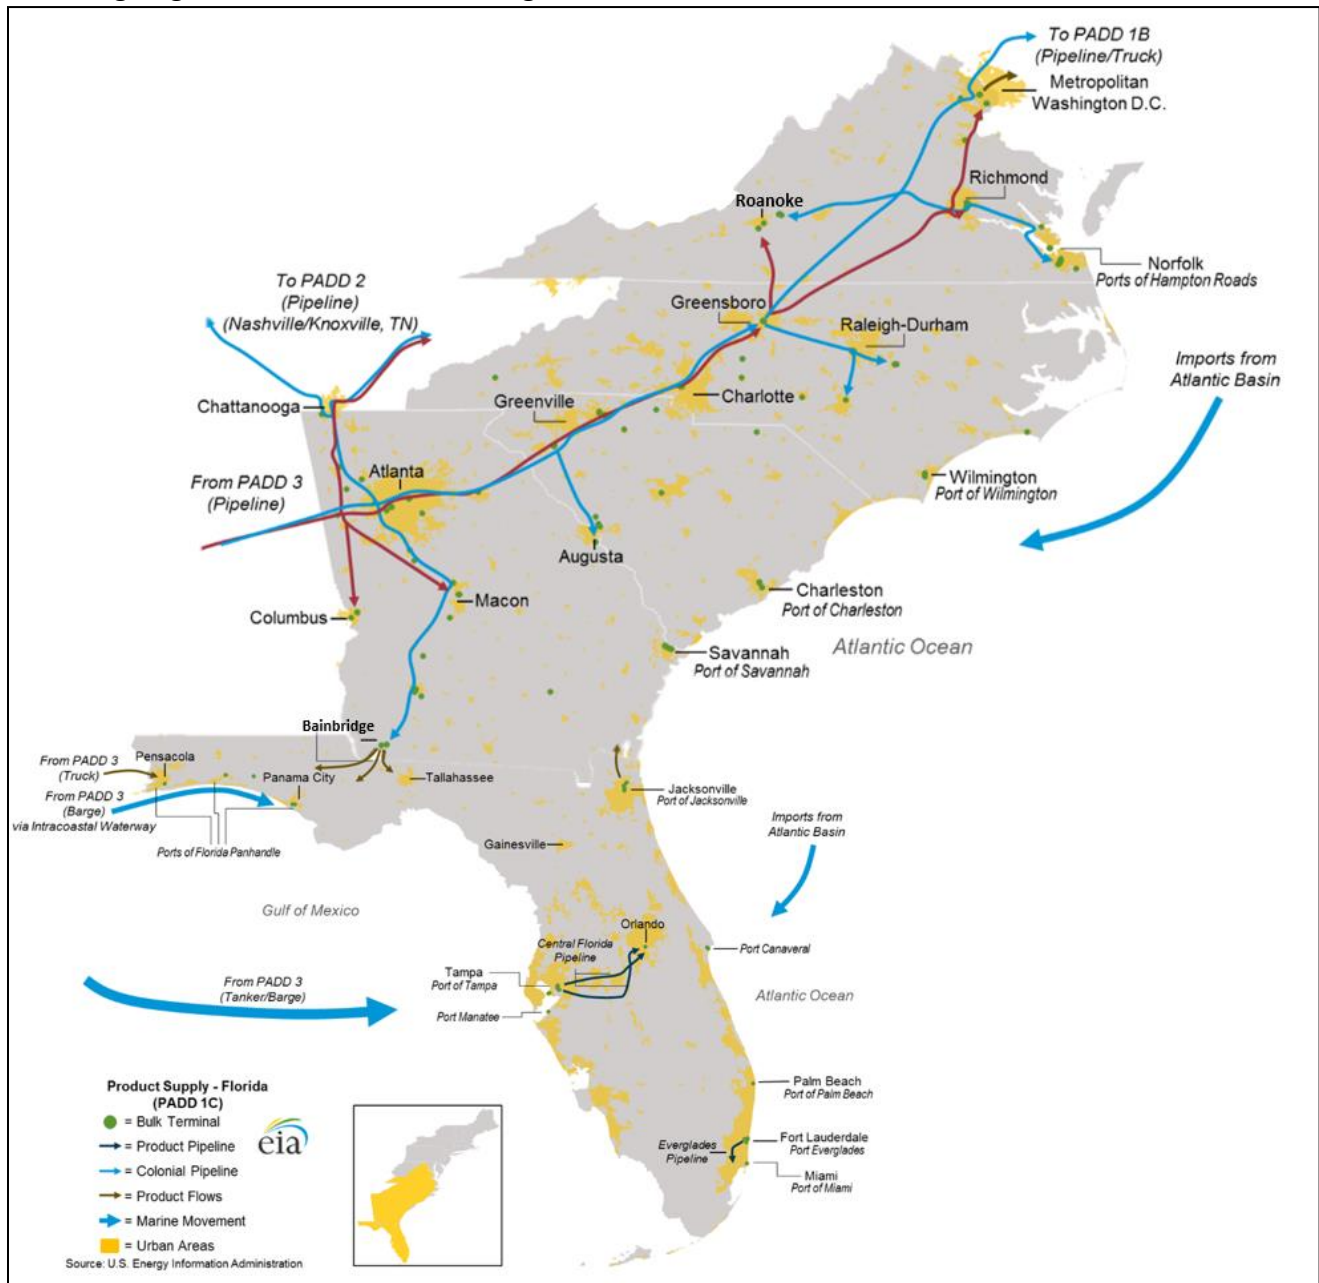 To PADD 1B
(Pipeline/Truck)
Metropolitan
Washington D.C.
Richmond
Roanoke
Norfolk
Ports of Hampton Roads
To PADD 2
(Pipeline)
(Nashville/Knoxville, TN)
Greensboro
Raleigh-Durham
Imports from
Atlantic Basin
Chattanooga
Greenville
Charlotte
Atlanta
From PADD 3
(Pipeline)
Wilmington
Port of Wilmington
Augusta
Charleston
Port of Charleston
Macon
Columbus
Savannah
Port of Savannah
Atlantic Ocean
Bainbridge
Pensacola
From PADD 3
(Truck)
Panama City
Tallahassee
Jacksonville
Port of Jacksonville
From PADD 3
(Barge)
via Intracoastal Waterway
Ports of Florida Panhandle
Imports from
Atlantic Basin
Gainesville
Gulf of Mexico
Orlando
Central Florida
Pipeline
Port Canaveral
Tampa
Port of Tampa
From PADD 3
(Tanker/Barge)
Atlantic Ocean
Port Manatee
Palm Beach
Port of Palm Beach
Fort Lauderdale
Port Everglades
Everglades
Pipeline
Miami
Port of Miami
Product Supply - Florida
(PADD 1C)
= Bulk Terminal
eia
= Product Pipeline
= Colonial Pipeline
= Product Flows
= Marine Movement
= Urban Areas
Source: U.S. Energy Information Administration